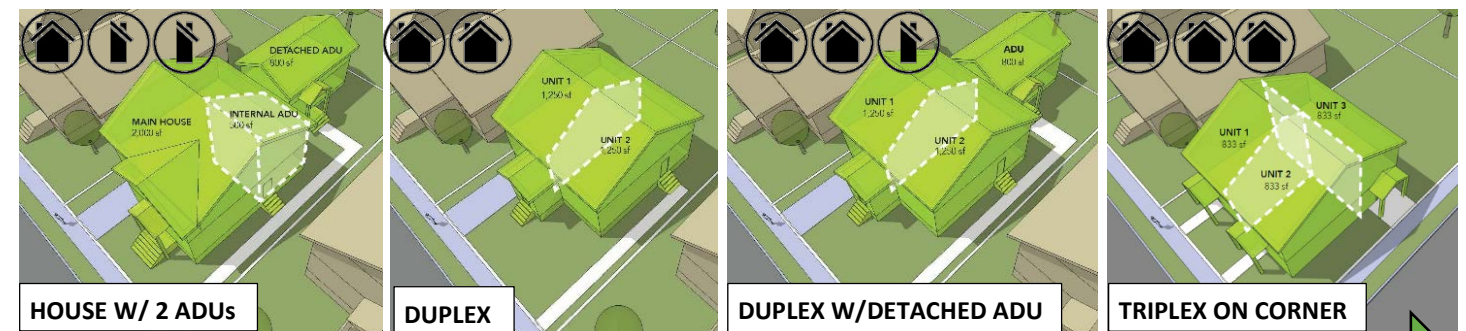 DETACHED ADU
800 sf
MAIN HOUSE
2,000 sf
INTERNAL ADU
500 sf
HOUSE W/ 2 ADUs
UNIT 1
1,250 sf
UNIT 2
1,250 sf
DUPLEX
ADU
800 sf
UNIT 1
1,250 sf
UNIT 2
1,250 sf
DUPLEX W/DETACHED ADU
UNIT 3
833 sf
UNIT 1
833 sf
UNIT 2
833 sf
TRIPLEX ON CORNER